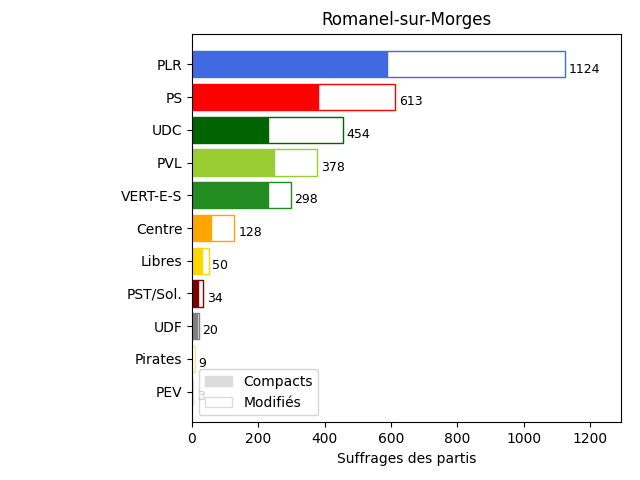 Romanel-sur-Morges
PLR 1124
PS 613
UDC 454
PVL 378
VERT-E-S 298
Centre 128
Libres 50
PST/Sol. 34
UDF 20
Pirates 9
PEV 3
Compacts
Modifiés
0 200 400 600 800 1000 1200
Suffrages des partis